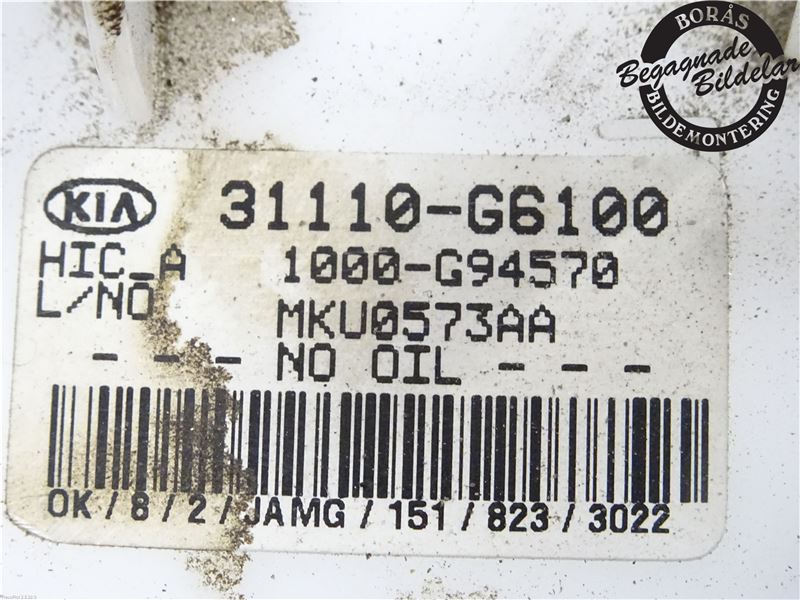 BORÅS
Begagnade
Bildelar
BILDEMONTERING
KIA 31110-G6100
HIC_A 1000-G94570
L/NO MKU0573AA
- - - NO OIL - - -
OK / 8 / 2 / JAMG / 151 / 823 / 3022